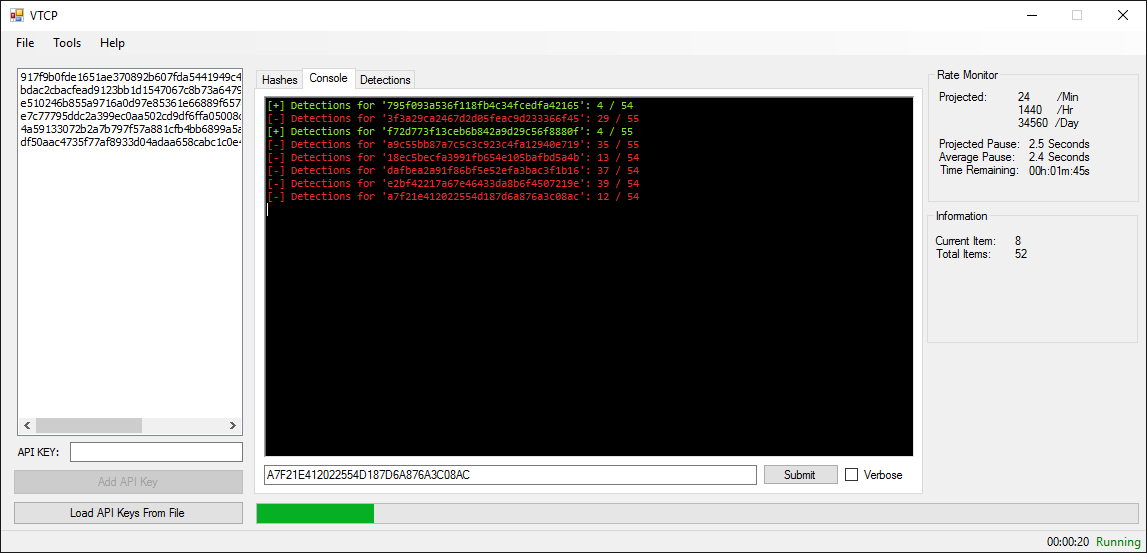 VTCP
File Tools Help
917f9b0fde1651ae370892b607fda5441949c4
bdac2cbacfead9123bb1d1547067c8b73a6479
e510246b855a9716a0d97e85361e66889f657
e7c77795ddc2a399ec0aa502cd9df6ffa05008c
4a59133072b2a7b797f57a881cfb4bb6899a5a
df50aac4735f77af8933d04adaa658cabc1c0e4
API KEY:
Add API Key
Load API Keys From File
Hashes Console Detections
[+] Detections for '795f093a536f118fb4c34fcedfa42165': 4 / 54
[-] Detections for '3f3a29ca2467d2d05feac9d233366f45': 29 / 55
[+] Detections for 'f72d773f13ceb6b842a9d29c56f8880f': 4 / 55
[-] Detections for 'a9c55bb87a7c5c3c923c4fa12940e719': 35 / 55
[-] Detections for '18ec5becfa3991fb654e105bafbd5a4b': 13 / 54
[-] Detections for 'dafbea2a91f86bf5e52efa3bac3f1b16': 37 / 54
[-] Detections for 'e2bf42217a67e46433da8b6f4507219e': 39 / 54
[-] Detections for 'a7f21e412022554d187d6a876a3c08ac': 12 / 54
A7F21E412022554D187D6A876A3C08AC
Submit
Verbose
Rate Monitor
Projected: 24 /Min
1440 /Hr
34560 /Day
Projected Pause: 2.5 Seconds
Average Pause: 2.4 Seconds
Time Remaining: 00h:01m:45s
Information
Current Item: 8
Total Items: 52
00:00:20 Running